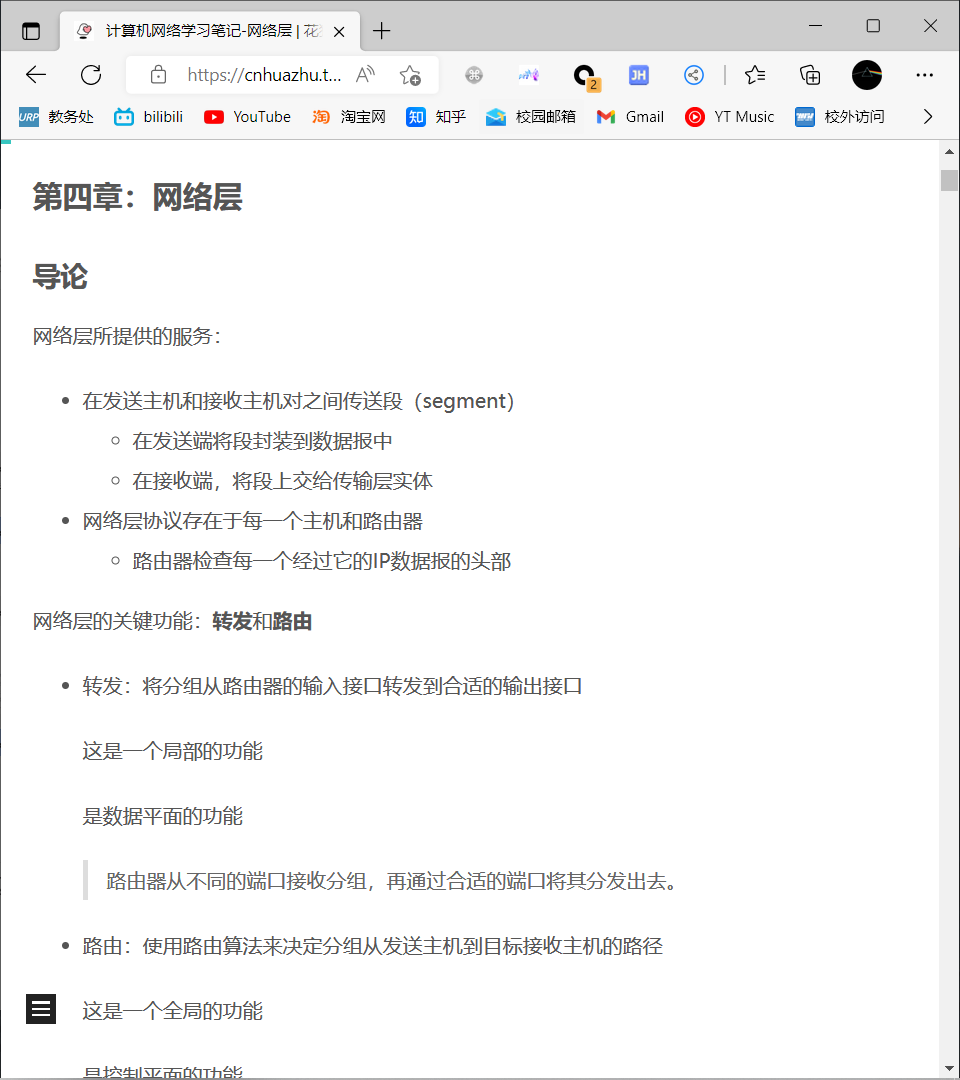 计算机网络学习笔记-网络层 | 花
https://cnhuazhu.t...
2
JH
URP 教务处 bilibili YouTube 淘 淘宝网 知 知乎 校园邮箱 Gmail YT Music 校外访问
第四章：网络层
导论
网络层所提供的服务：
在发送主机和接收主机对之间传送段（segment）
在发送端将段封装到数据报中
在接收端，将段上交给传输层实体
网络层协议存在于每一个主机和路由器
路由器检查每一个经过它的IP数据报的头部
网络层的关键功能：转发和路由
转发：将分组从路由器的输入接口转发到合适的输出接口
这是一个局部的功能
是数据平面的功能
路由器从不同的端口接收分组，再通过合适的端口将其分发出去。
路由：使用路由算法来决定分组从发送主机到目标接收主机的路径
这是一个全局的功能
是控制平面的功能